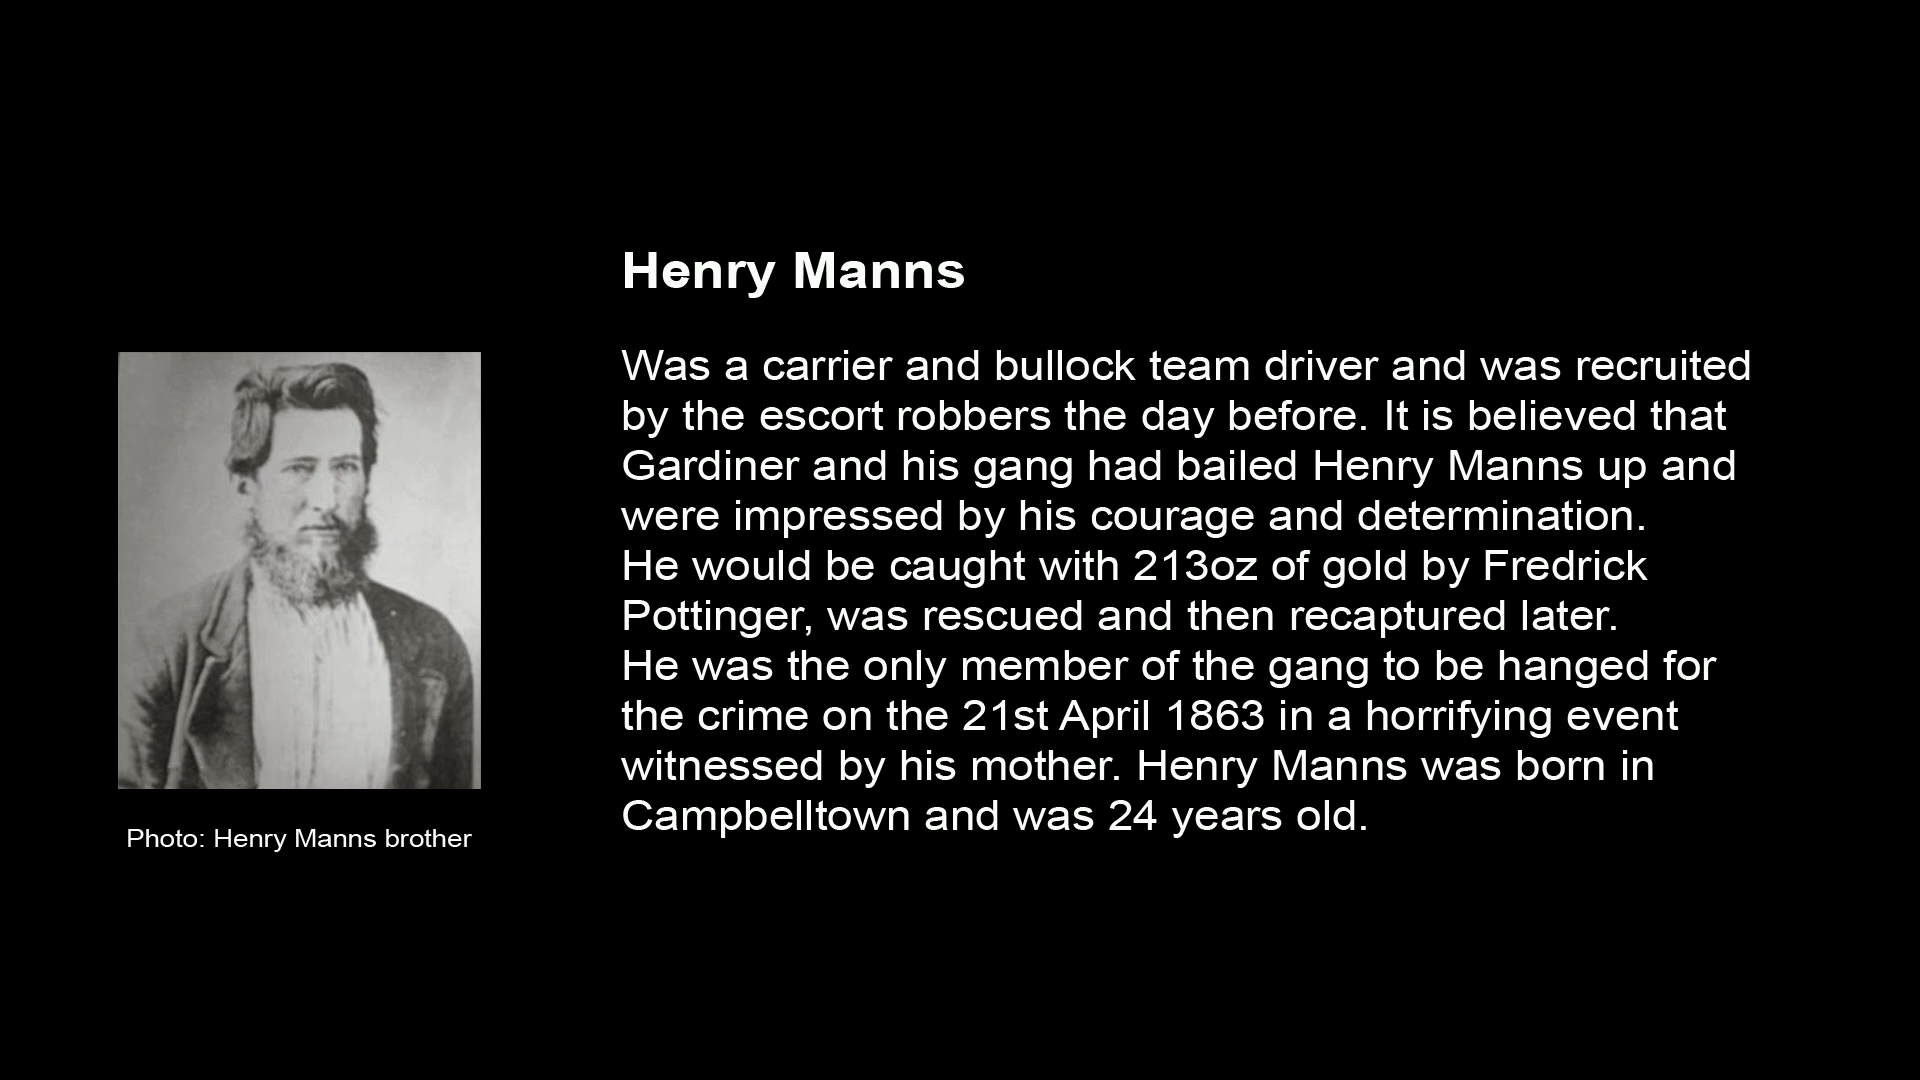 Henry Manns
Was a carrier and bullock team driver and was recruited
by the escort robbers the day before. It is believed that
Gardiner and his gang had bailed Henry Manns up and
were impressed by his courage and determination.
He would be caught with 213oz of gold by Fredrick
Pottinger, was rescued and then recaptured later.
He was the only member of the gang to be hanged for
the crime on the 21st April 1863 in a horrifying event
witnessed by his mother. Henry Manns was born in
Campbelltown and was 24 years old.
Photo: Henry Manns brother